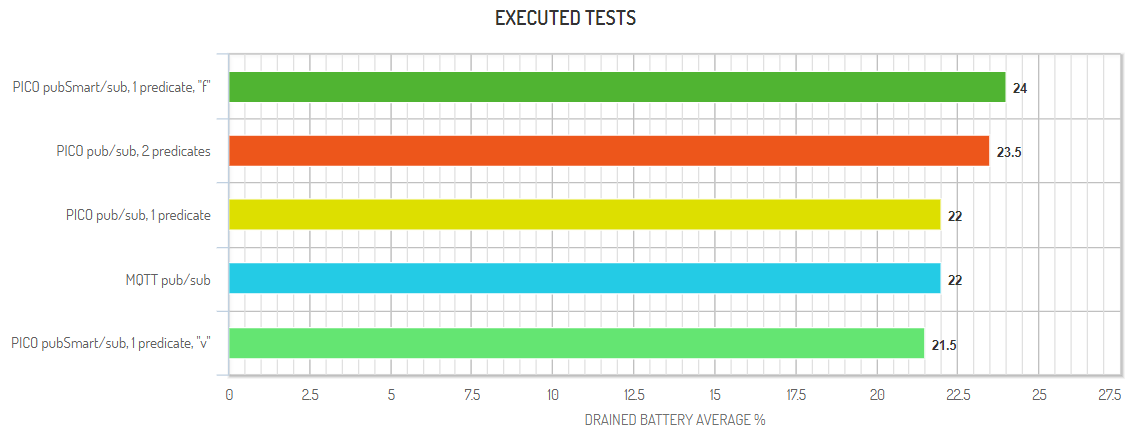 EXECUTED TESTS
PICO pubSmart/sub, 1 predicate, "f"
24
PICO pub/sub, 2 predicates
23.5
PICO pub/sub, 1 predicate
22
MQTT pub/sub
22
PICO pubSmart/sub, 1 predicate, "v"
21.5
0 2.5 5 7.5 10 12.5 15 17.5 20 22.5 25 27.5
DRAINED BATTERY AVERAGE %